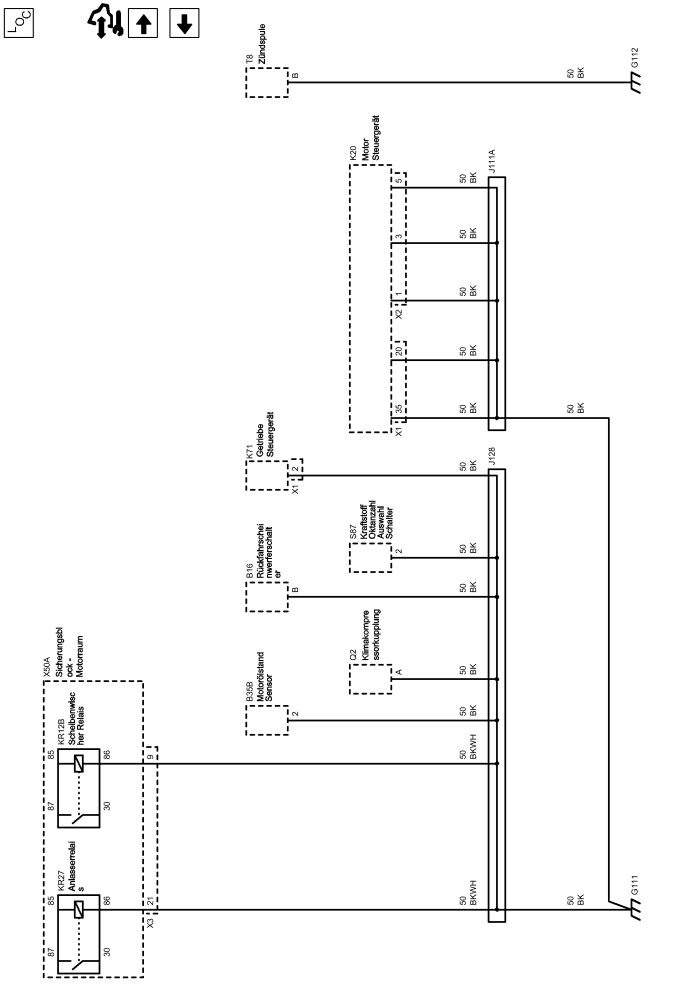 LOC
T8
Zündspule
B
50
BK
G112
K20
Motor
Steuergerät
J111A
5
50
BK
3
50
BK
1
X2
50
BK
20
50
BK
35
X1
50
BK
50
BK
K71
Getriebe
Steuergerät
2
X1
50
BK
J128
S87
Kraftstoff
Oktanzahl
Auswahl
Schalter
2
50
BK
B16
Rückfahrschei
nwerferschalt
er
B
50
BK
Q2
Klimakompre
ssorkupplung
A
50
BK
B35B
Motorölstand
Sensor
2
50
BK
X50A
Sicherungsbl
ock -
Motorraum
KR12B
Scheibenwisc
her Relais
85
86
87
30
9
50
BKWH
KR27
Anlasserrelai
s
85
86
87
30
21
X3
50
BKWH
50
BK
G111